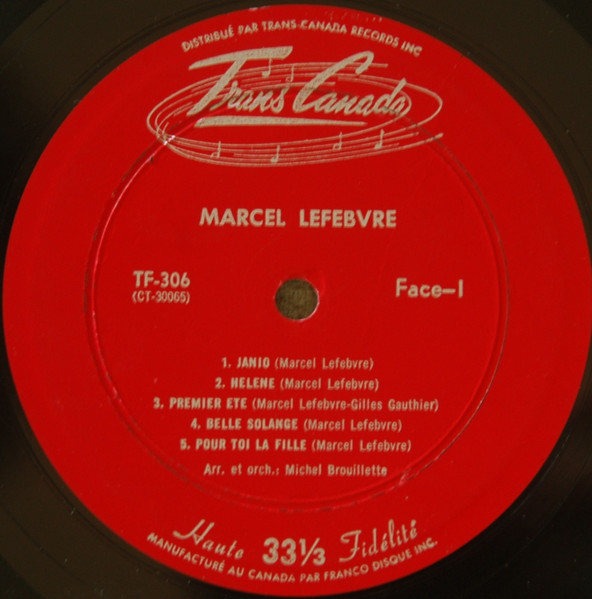 DISTRIBUÉ PAR TRANS-CANADA RECORDS INC
Trans Canada
MARCEL LEFEBVRE
TF-306
(CT-30065)
Face-1
1. JANIO (Marcel Lefebvre)
2. HELENE (Marcel Lefebvre)
3. PREMIER ETE (Marcel Lefebvre-Gilles Gauthier)
4. BELLE SOLANGE (Marcel Lefebvre)
5. POUR TOI LA FILLE (Marcel Lefebvre)
Arr. et orch.: Michel Brouillette
Haute 33⅓ Fidélité
MANUFACTURÉ AU CANADA PAR FRANCO DISQUE INC.